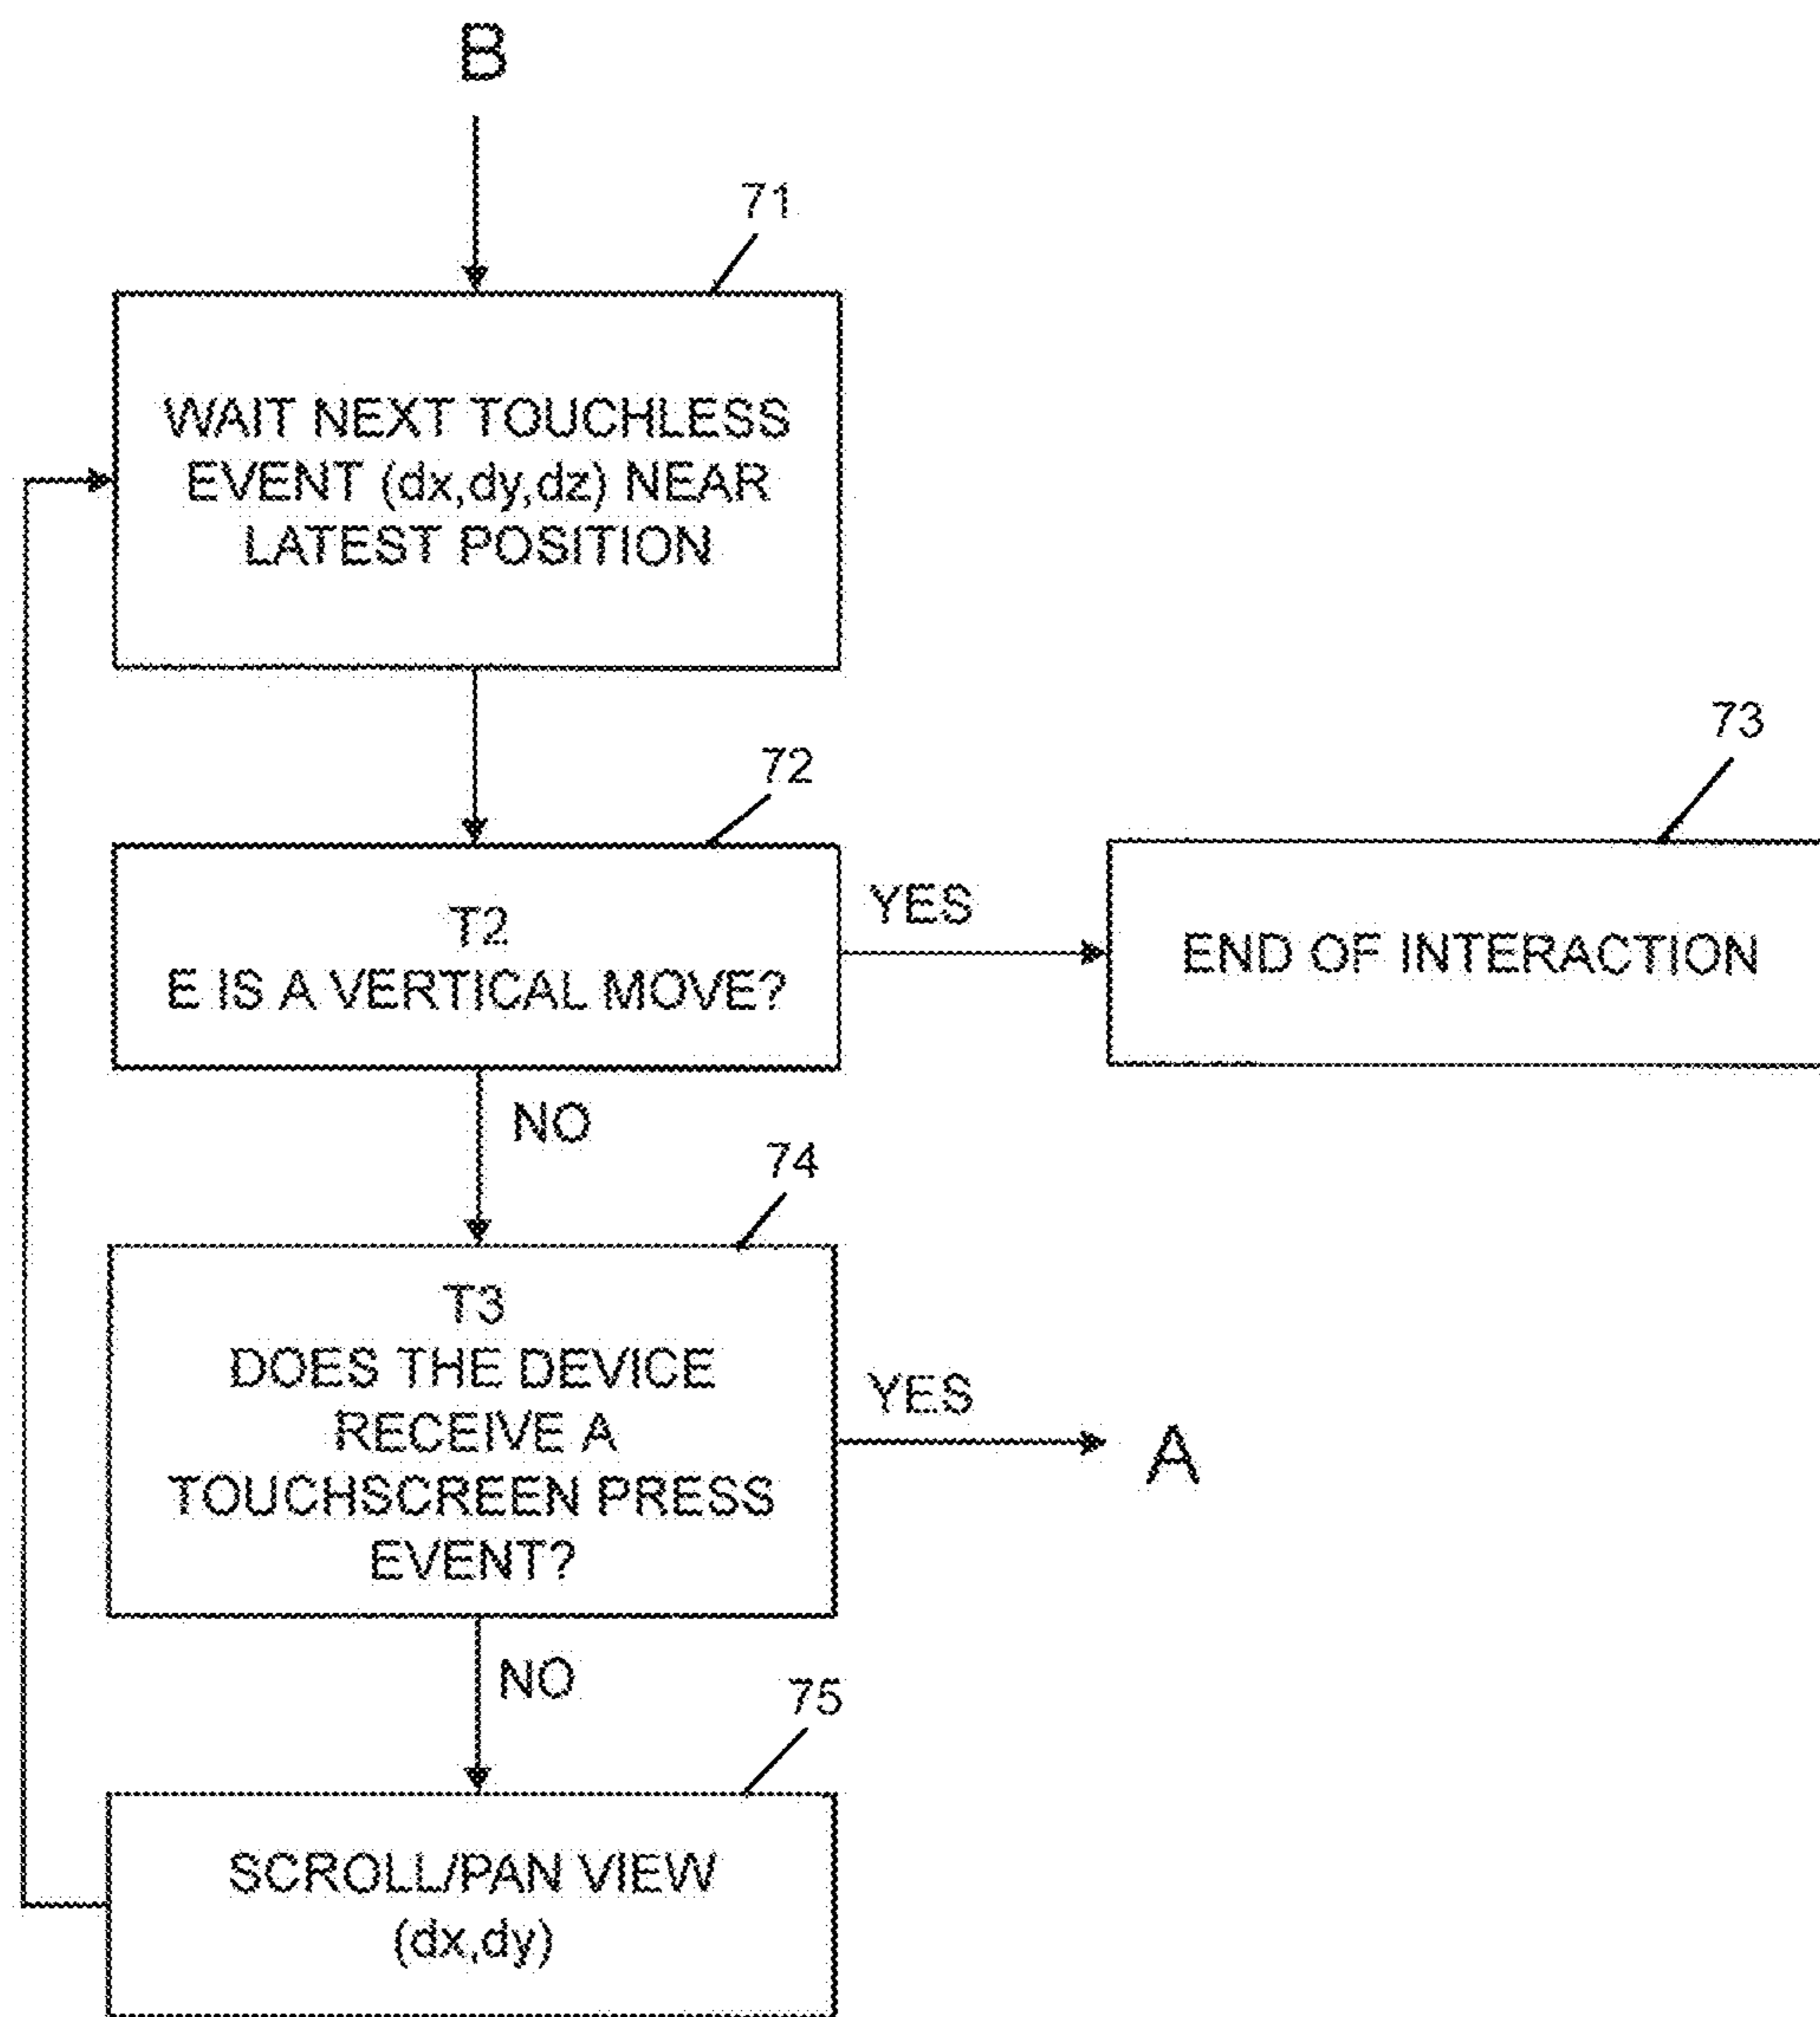 B
71
WAIT NEXT TOUCHLESS
EVENT (dx,dy,dz) NEAR
LATEST POSITION
72
T2
E IS A VERTICAL MOVE?
YES
73
END OF INTERACTION
NO
74
T3
DOES THE DEVICE
RECEIVE A
TOUCHSCREEN PRESS
EVENT?
YES
A
NO
75
SCROLL/PAN VIEW
(dx,dy)